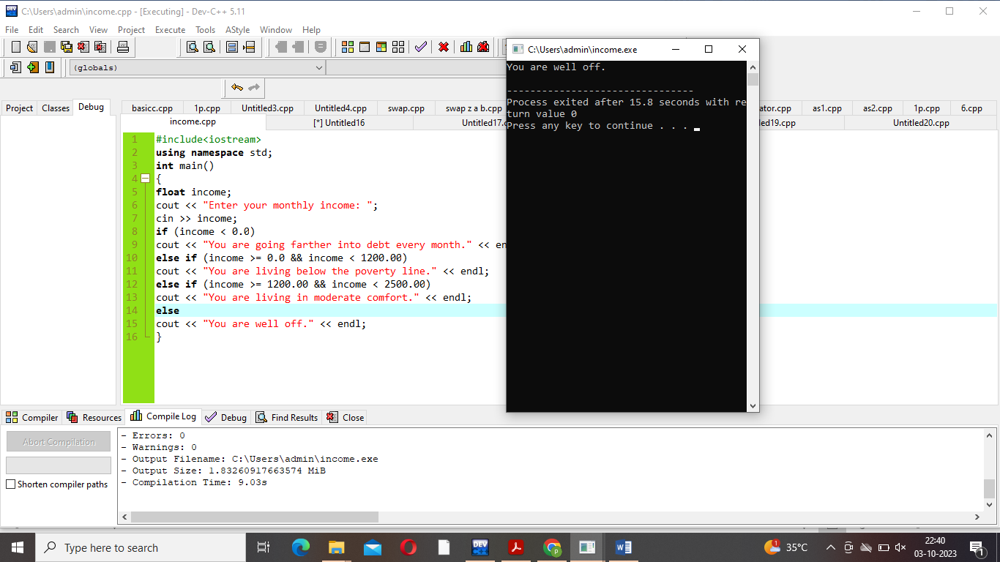 C:\Users\admin\income.cpp - [Executing] - Dev-C++ 5.11
File Edit Search View Project Execute Tools AStyle Window Help
(globals)
Project Classes Debug
basicc.cpp 1p.cpp Untitled3.cpp Untitled4.cpp swap.cpp swap z a b.cpp ator.cpp as1.cpp as2.cpp 1p.cpp 6.cpp
income.cpp [*] Untitled16 Untitled17.c led19.cpp Untitled20.cpp
1 #include<iostream>
2 using namespace std;
3 int main()
4 {
5 float income;
6 cout << "Enter your monthly income: ";
7 cin >> income;
8 if (income < 0.0)
9 cout << "You are going farther into debt every month." << en
10 else if (income >= 0.0 && income < 1200.00)
11 cout << "You are living below the poverty line." << endl;
12 else if (income >= 1200.00 && income < 2500.00)
13 cout << "You are living in moderate comfort." << endl;
14 else
15 cout << "You are well off." << endl;
16 }
C:\Users\admin\income.exe
You are well off.
--------------------------------
Process exited after 15.8 seconds with re
turn value 0
Press any key to continue . . .
Compiler Resources Compile Log Debug Find Results Close
Abort Compilation
Shorten compiler paths
- Errors: 0
- Warnings: 0
- Output Filename: C:\Users\admin\income.exe
- Output Size: 1.83260917663574 MiB
- Compilation Time: 9.03s
Type here to search
DEV
1
35°C
22:40
03-10-2023
1